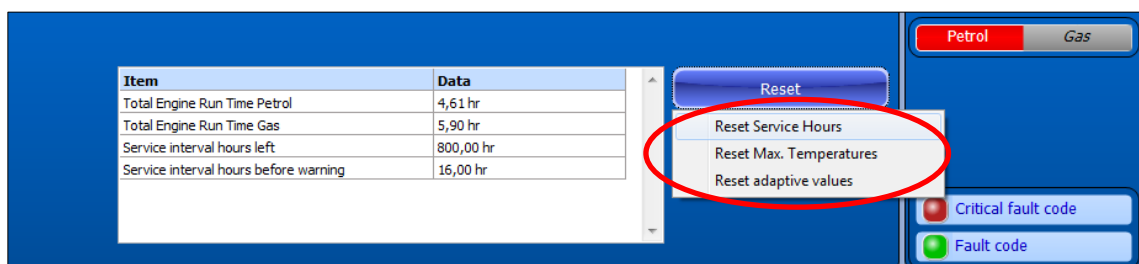 Petrol Gas
Item Data
Reset
Total Engine Run Time Petrol 4,61 hr
Total Engine Run Time Gas 5,90 hr
Service interval hours left 800,00 hr
Service interval hours before warning 16,00 hr
Reset Service Hours
Reset Max. Temperatures
Reset adaptive values
Critical fault code
Fault code